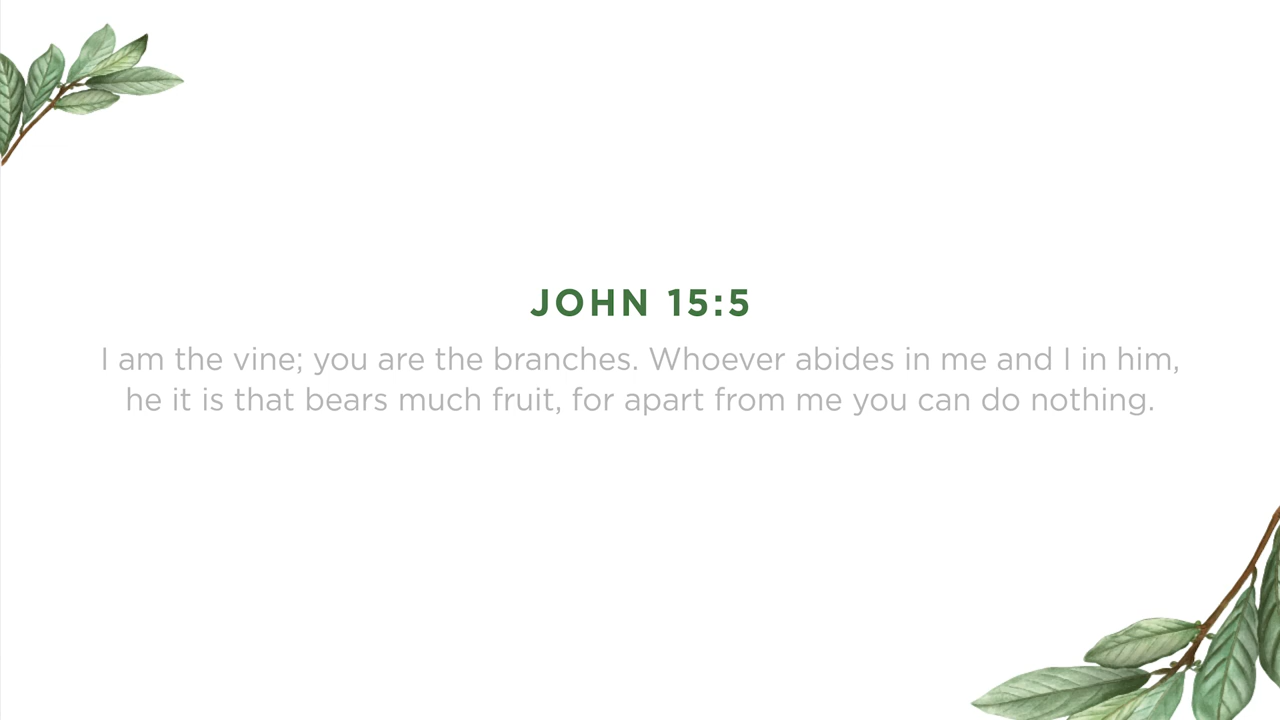 JOHN 15:5
I am the vine; you are the branches. Whoever abides in me and I in him,
he it is that bears much fruit, for apart from me you can do nothing.